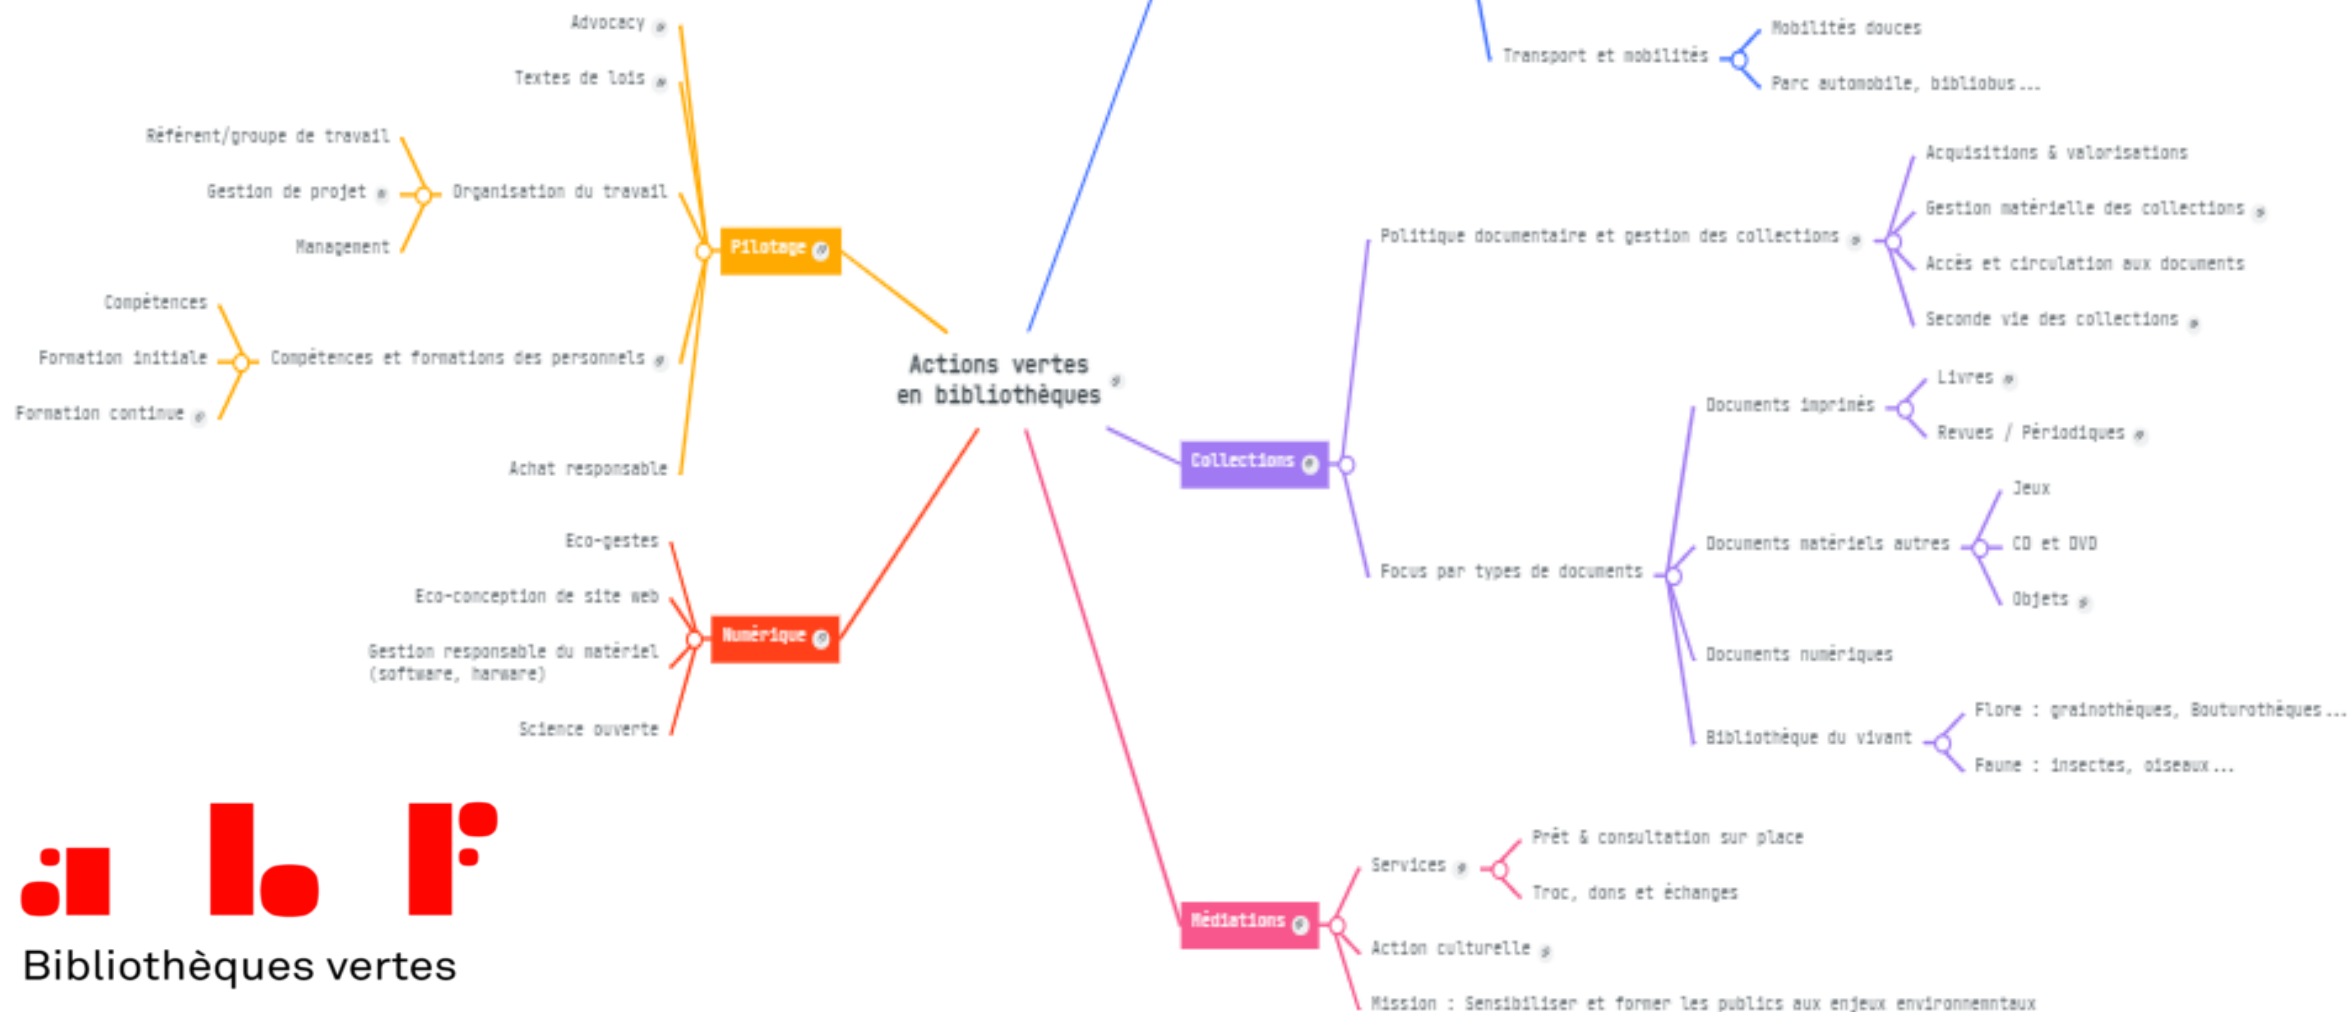 Advocacy
Textes de lois
Référent/groupe de travail
Gestion de projet
Organisation du travail
Management
Pilotage
Compétences
Formation initiale
Compétences et formations des personnels
Formation continue
Achat responsable
Eco-gestes
Eco-conception de site web
Numérique
Gestion responsable du matériel
(software, harware)
Science ouverte
Actions vertes
en bibliothèques
Transport et mobilités
Mobilités douces
Parc automobile, bibliobus...
Collections
Politique documentaire et gestion des collections
Acquisitions & valorisations
Gestion matérielle des collections
Accès et circulation aux documents
Seconde vie des collections
Focus par types de documents
Documents imprimés
Livres
Revues / Périodiques
Documents matériels autres
Jeux
CD et DVD
Objets
Documents numériques
Bibliothèque du vivant
Flore : grainothèques, Bouturothèques...
Faune : insectes, oiseaux...
Médiations
Services
Prêt & consultation sur place
Troc, dons et échanges
Action culturelle
Mission : Sensibiliser et former les publics aux enjeux environnemntaux
abf
Bibliothèques vertes